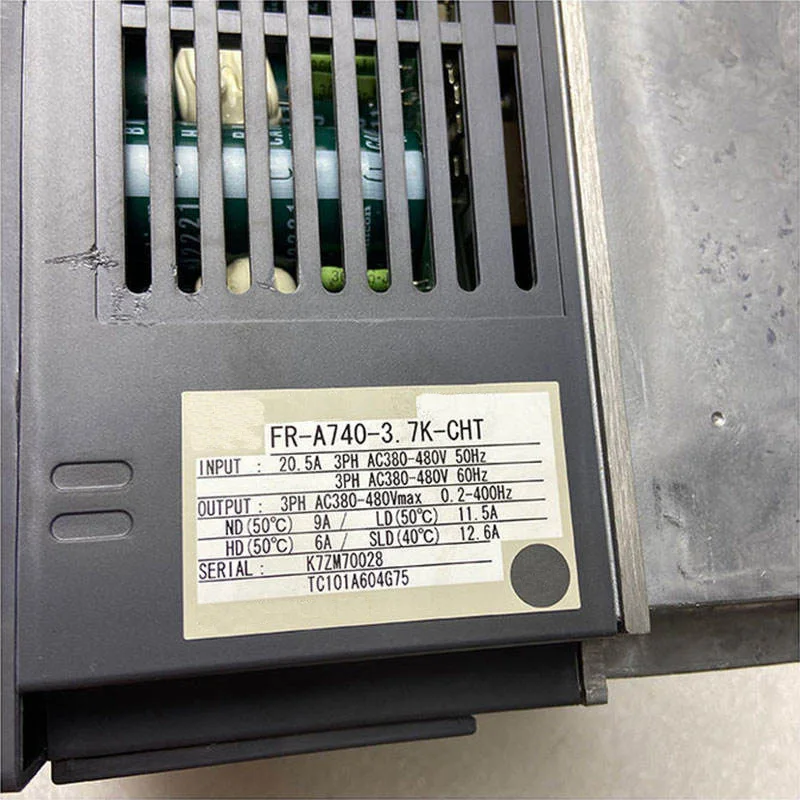 FR-A740-3.7K-CHT
INPUT : 20.5A 3PH AC380-480V 50Hz
3PH AC380-480V 60Hz
OUTPUT : 3PH AC380-480Vmax 0.2-400Hz
ND(50℃) 9A / LD(50℃) 11.5A
HD(50℃) 6A / SLD(40℃) 12.6A
SERIAL : K7ZM70028
TC101A604G75